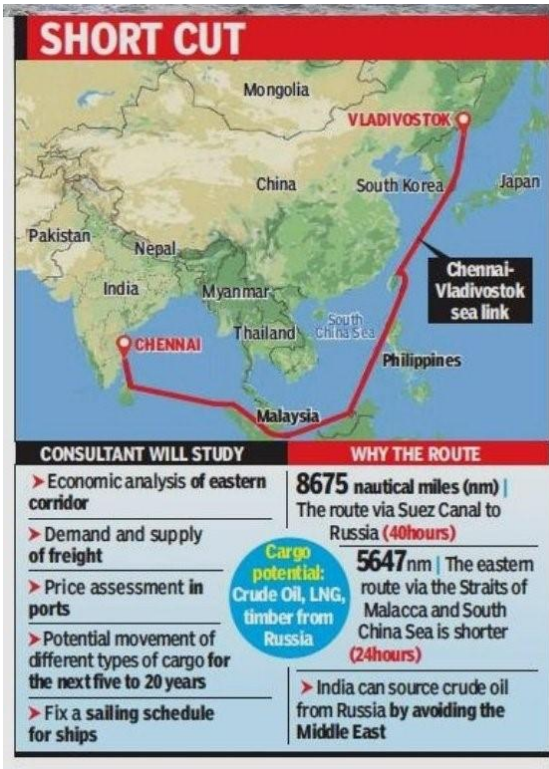 SHORT CUT
Mongolia
VLADIVOSTOK
China
South Korea
Japan
Pakistan
Nepal
India
Myanmar
Chennai-
Vladivostok
sea link
CHENNAI
Thailand
South
China Sea
Philippines
Malaysia
CONSULTANT WILL STUDY
➤ Economic analysis of eastern
corridor
➤ Demand and supply
of freight
➤ Price assessment in
ports
➤ Potential movement of
different types of cargo for
the next five to 20 years
➤ Fix a sailing schedule
for ships
Cargo
potential:
Crude Oil, LNG,
timber from
Russia
WHY THE ROUTE
8675 nautical miles (nm) |
The route via Suez Canal to
Russia (40hours)
5647nm | The eastern
route via the Straits of
Malacca and South
China Sea is shorter
(24hours)
➤ India can source crude oil
from Russia by avoiding the
Middle East